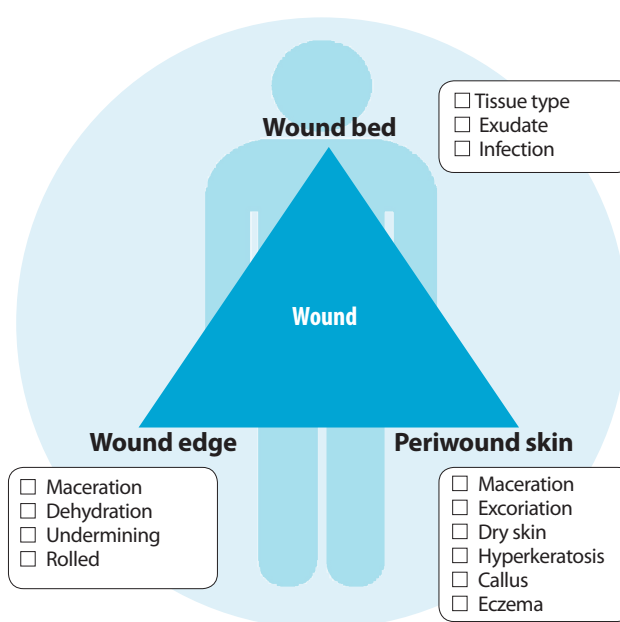 Wound bed
☐ Tissue type
☐ Exudate
☐ Infection
Wound
Wound edge
☐ Maceration
☐ Dehydration
☐ Undermining
☐ Rolled
Periwound skin
☐ Maceration
☐ Excoriation
☐ Dry skin
☐ Hyperkeratosis
☐ Callus
☐ Eczema